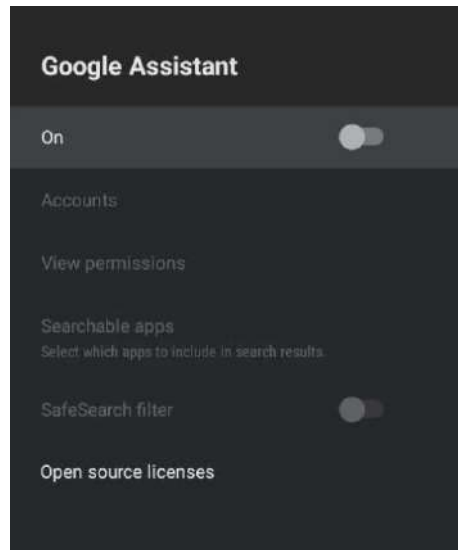 Google Assistant
On
Accounts
View permissions
Searchable apps
Select which apps to include in search results.
SafeSearch filter
Open source licenses